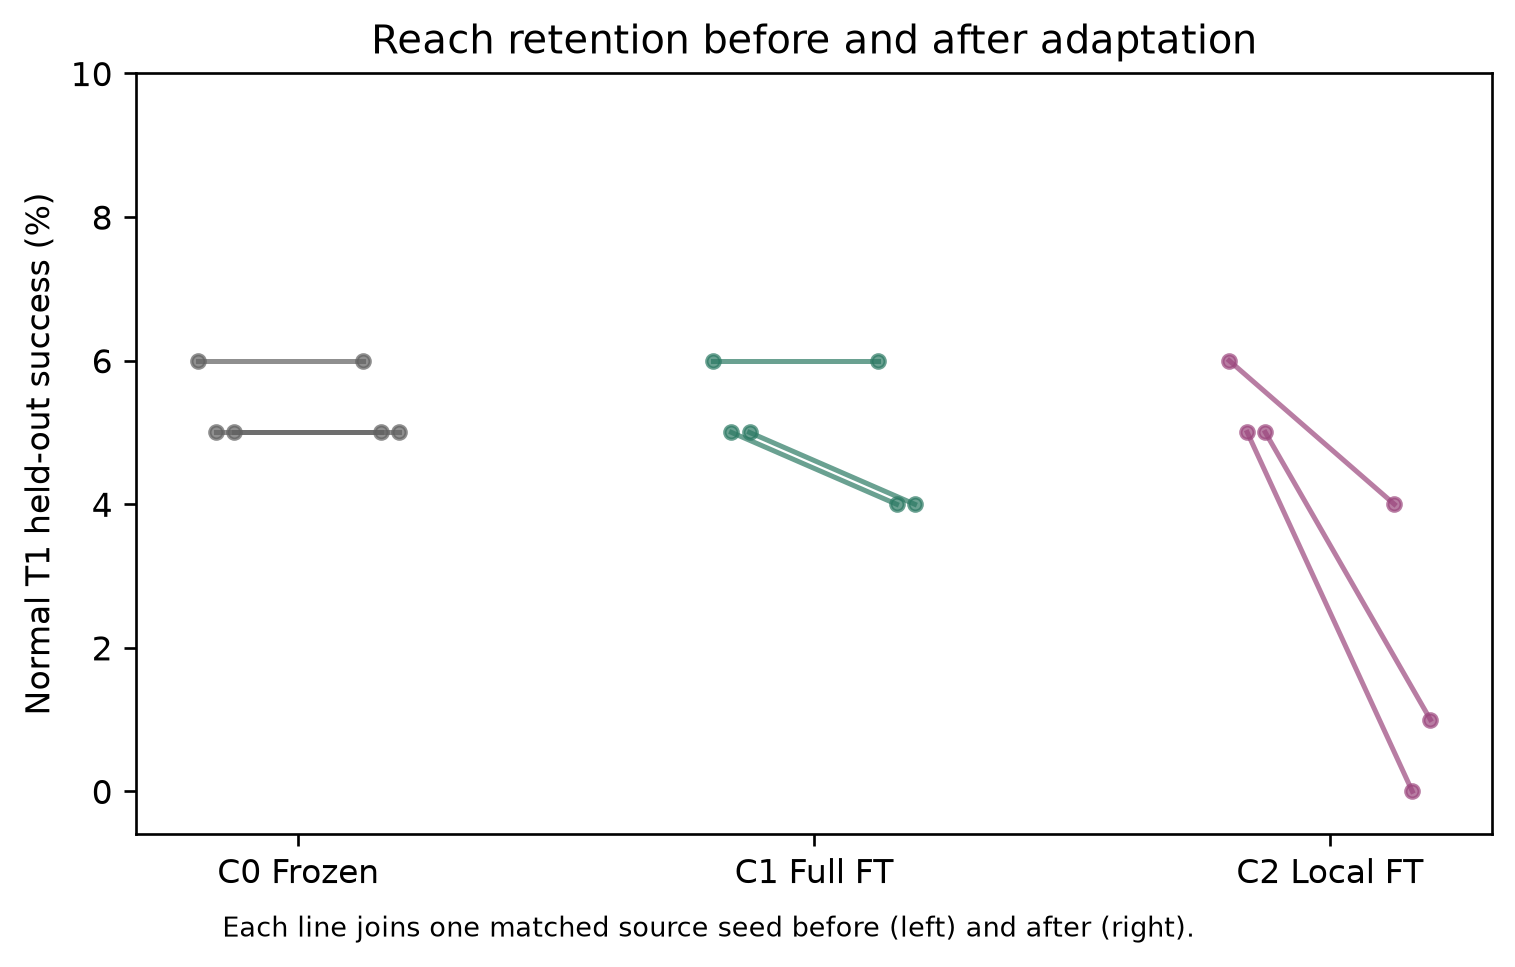 Reach retention before and after adaptation
Normal T1 held-out success (%)
10
8
6
4
2
0
C0 Frozen
C1 Full FT
C2 Local FT
Each line joins one matched source seed before (left) and after (right).